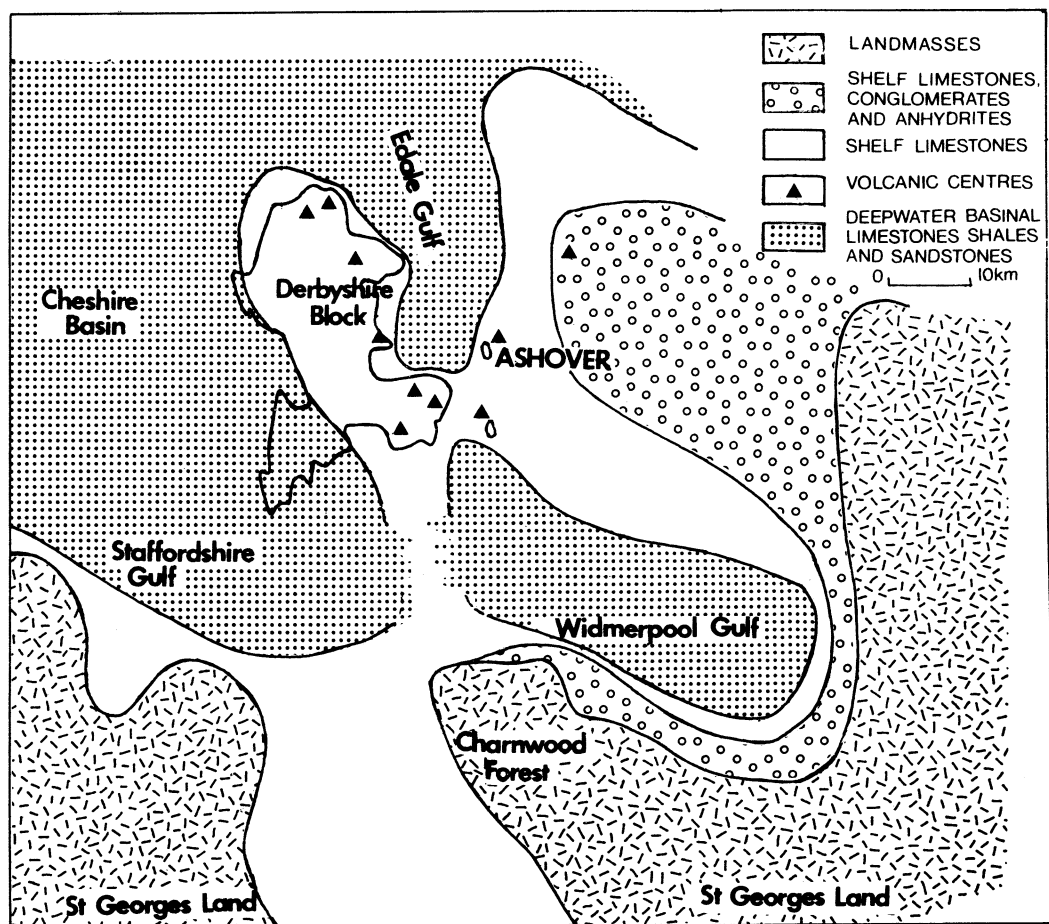 LANDMASSES
SHELF LIMESTONES,
CONGLOMERATES
AND ANHYDRITES
SHELF LIMESTONES
VOLCANIC CENTRES
DEEPWATER BASINAL
LIMESTONES SHALES
AND SANDSTONES
0 10km
Edale Gulf
Cheshire
Basin
Derbyshire
Block
ASHOVER
Staffordshire
Gulf
Widmerpool Gulf
Charnwood
Forest
St Georges Land
St Georges Land